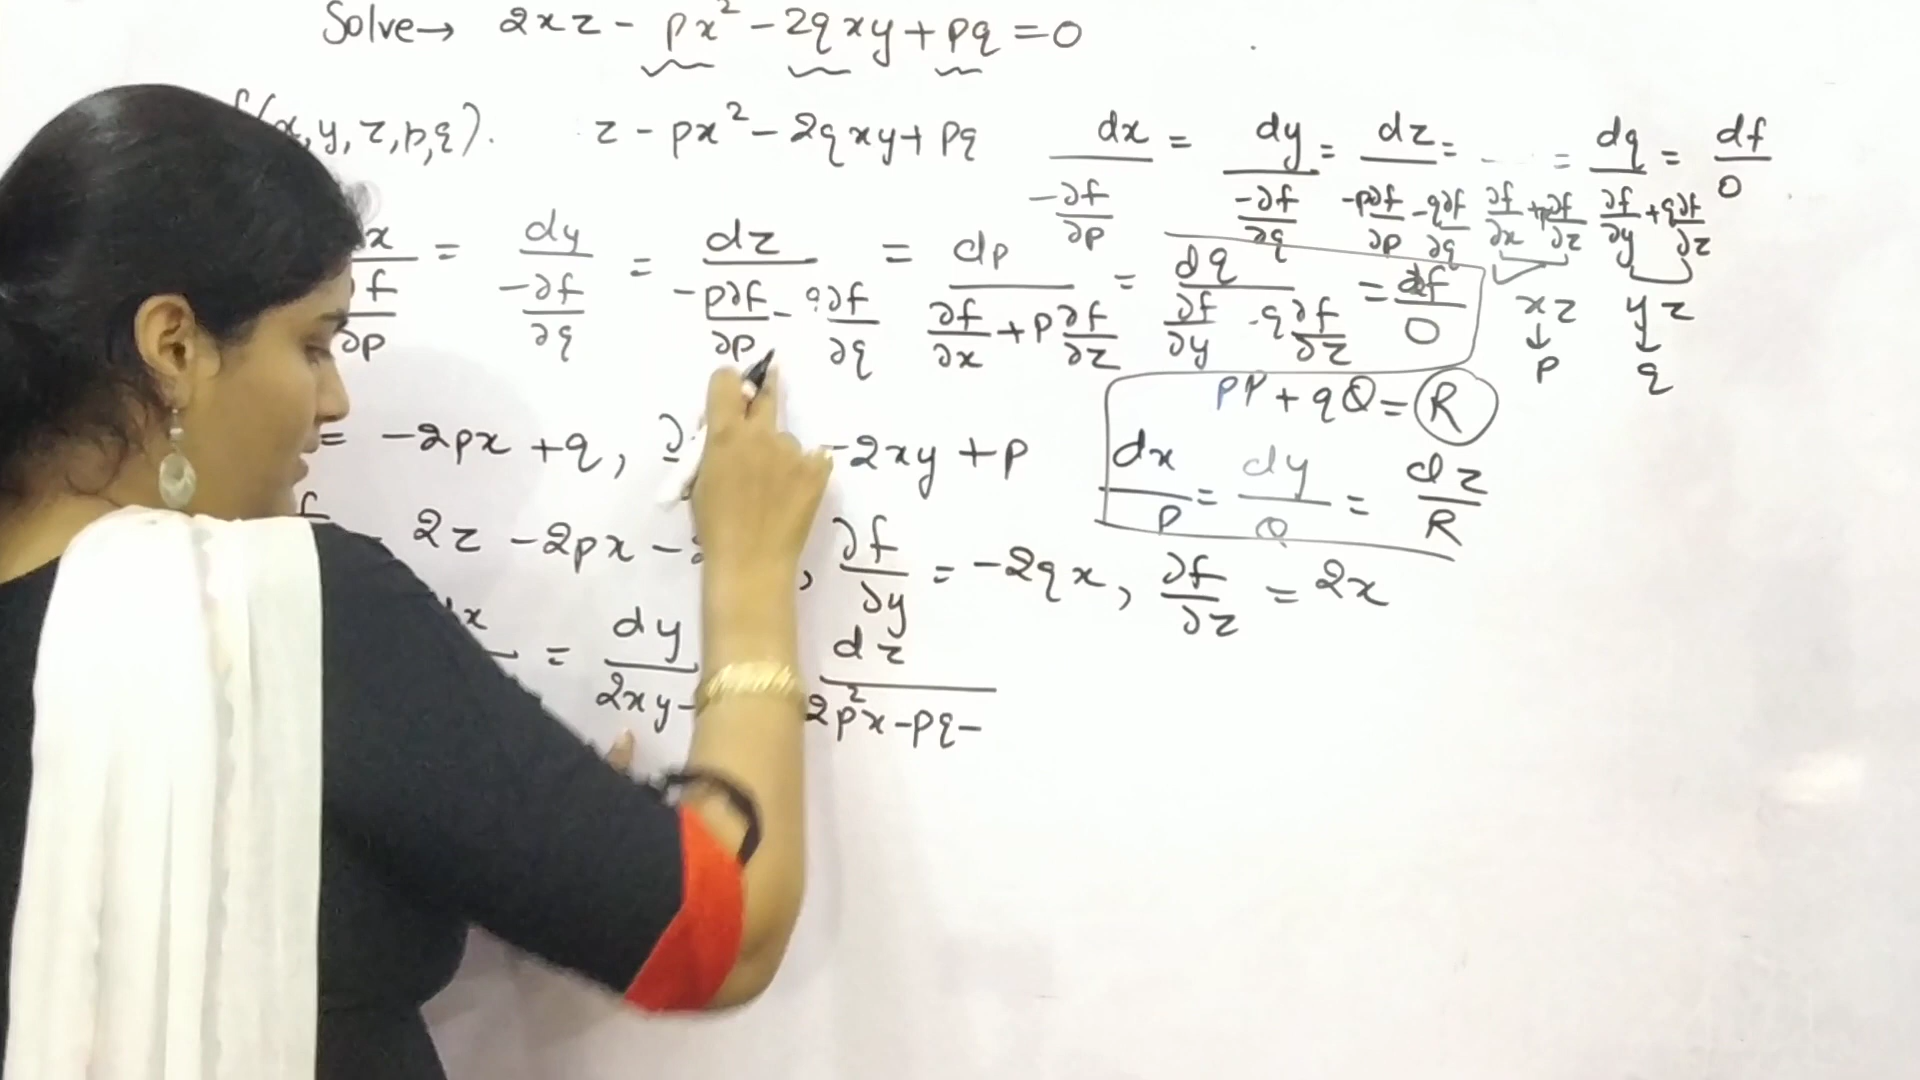 Solve→ 2xz - px² - 2qxy + pq = 0
x, y, z, p, q). z - px² - 2qxy + pq
dx/(-∂f/∂p) = dy/(-∂f/∂q) = dz/(-p∂f/∂p - q∂f/∂q) = ... = dq/(∂f/∂y + q∂f/∂z) = df/0
∂f/∂x + p∂f/∂z
x/(∂f/∂p) = dy/(-∂f/∂q) = dz/(-p∂f/∂p - q∂f/∂q) = dp/(∂f/∂x + p∂f/∂z) = dq/(∂f/∂y q∂f/∂z) = df/0
xz ↓ p
yz ↓ q
pP + qQ = R
dx/P = dy/Q = dz/R
= -2px + q, ∂ -2xy + p
2z - 2px - , ∂f/∂y = -2qx, ∂f/∂z = 2x
x = dy/2xy- dz/2p²x - pq -